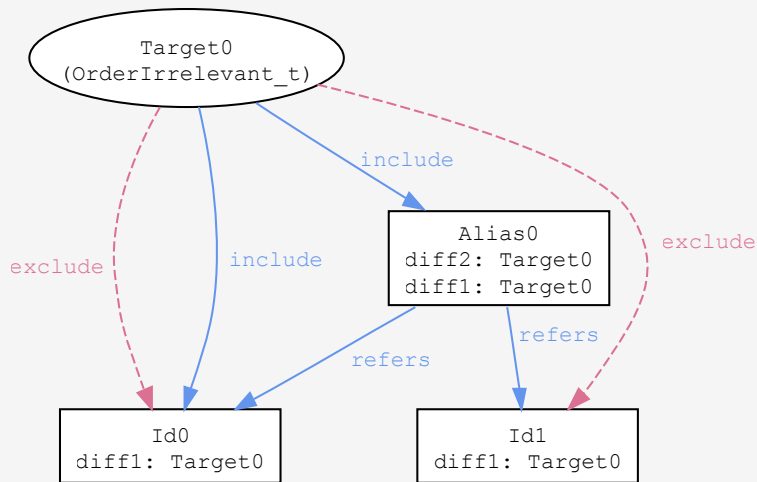 Target0
(OrderIrrelevant_t)
include
Alias0
diff2: Target0
diff1: Target0
exclude
include
exclude
refers
refers
Id0
diff1: Target0
Id1
diff1: Target0